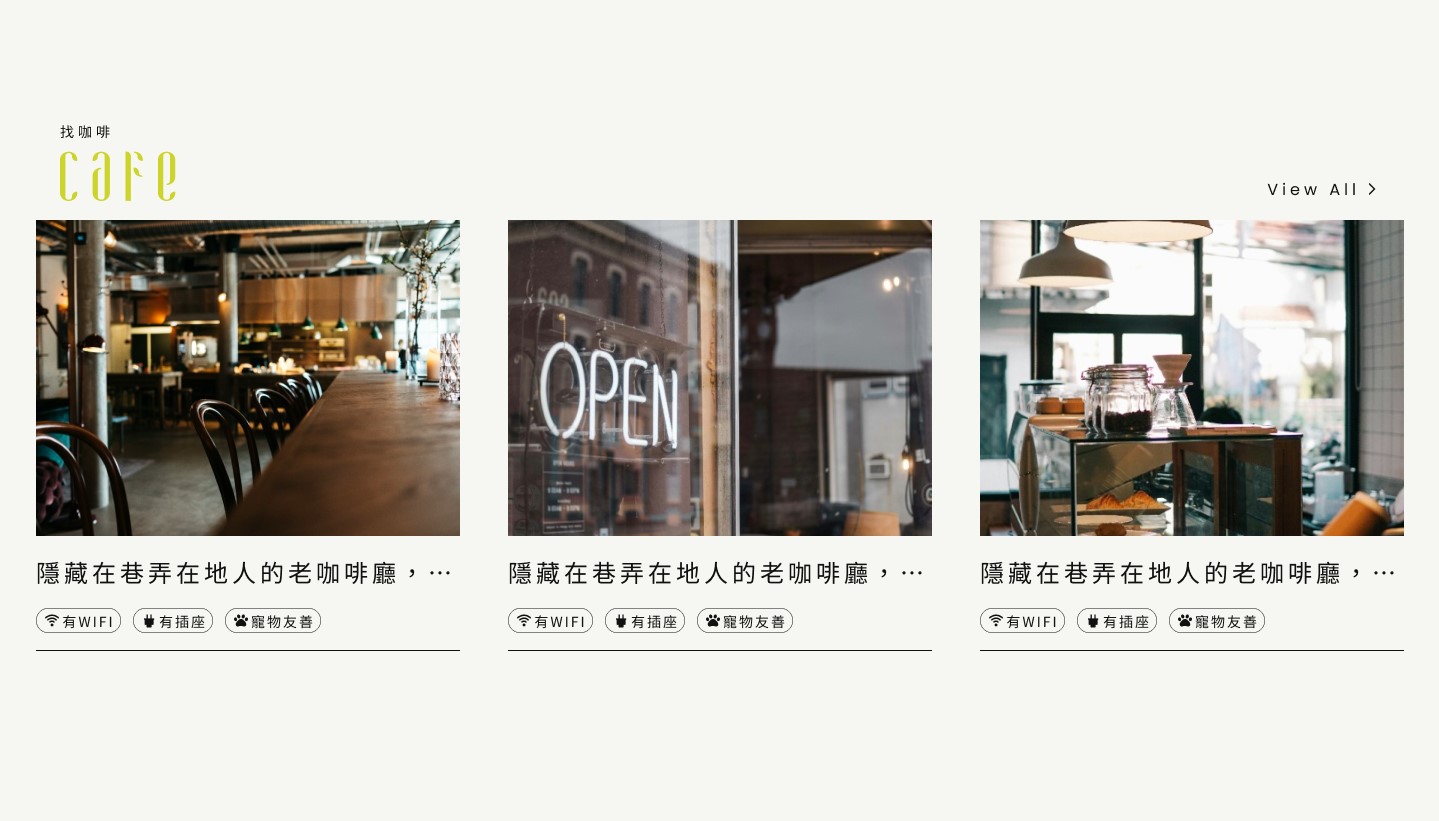 找咖啡
cafe
View All
OPEN
隱藏在巷弄在地人的老咖啡廳，⋯
有WIFI
有插座
寵物友善
隱藏在巷弄在地人的老咖啡廳，⋯
有WIFI
有插座
寵物友善
隱藏在巷弄在地人的老咖啡廳，⋯
有WIFI
有插座
寵物友善